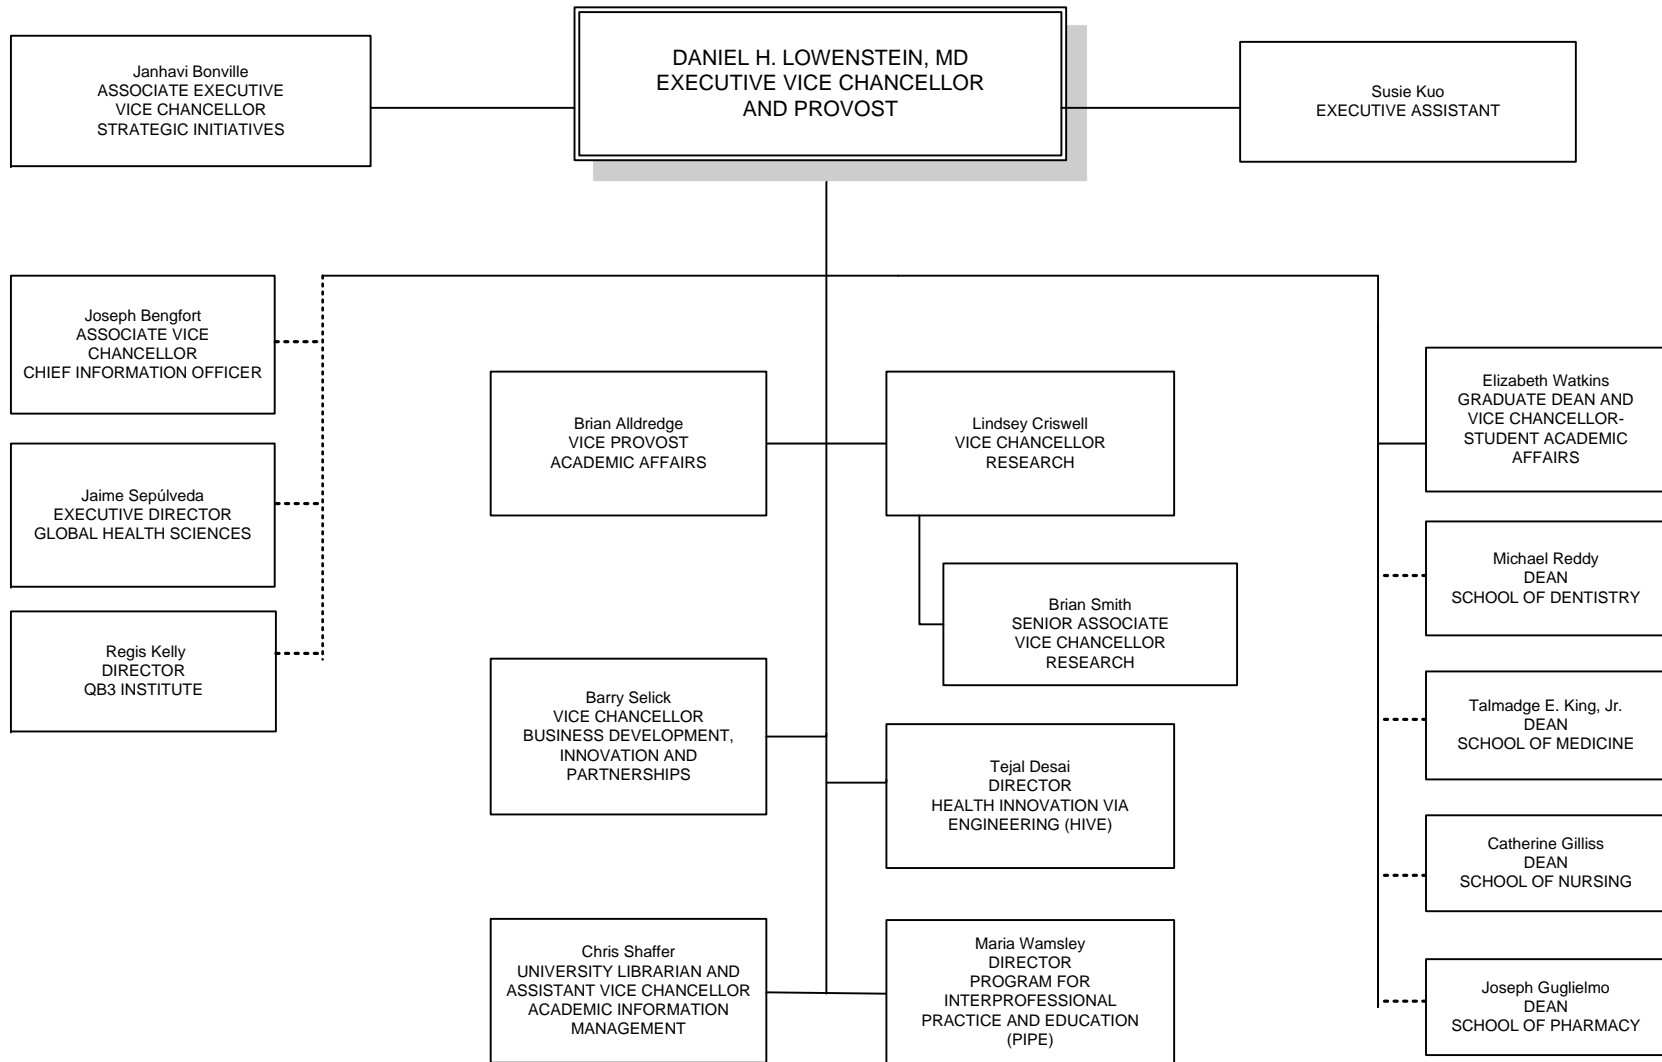 Janhavi Bonville
ASSOCIATE EXECUTIVE
VICE CHANCELLOR
STRATEGIC INITIATIVES
DANIEL H. LOWENSTEIN, MD
EXECUTIVE VICE CHANCELLOR
AND PROVOST
Susie Kuo
EXECUTIVE ASSISTANT
Joseph Bengfort
ASSOCIATE VICE
CHANCELLOR
CHIEF INFORMATION OFFICER
Jaime Sepúlveda
EXECUTIVE DIRECTOR
GLOBAL HEALTH SCIENCES
Regis Kelly
DIRECTOR
QB3 INSTITUTE
Brian Alldredge
VICE PROVOST
ACADEMIC AFFAIRS
Lindsey Criswell
VICE CHANCELLOR
RESEARCH
Brian Smith
SENIOR ASSOCIATE
VICE CHANCELLOR
RESEARCH
Barry Selick
VICE CHANCELLOR
BUSINESS DEVELOPMENT,
INNOVATION AND
PARTNERSHIPS
Tejal Desai
DIRECTOR
HEALTH INNOVATION VIA
ENGINEERING (HIVE)
Chris Shaffer
UNIVERSITY LIBRARIAN AND
ASSISTANT VICE CHANCELLOR
ACADEMIC INFORMATION
MANAGEMENT
Maria Wamsley
DIRECTOR
PROGRAM FOR
INTERPROFESSIONAL
PRACTICE AND EDUCATION
(PIPE)
Elizabeth Watkins
GRADUATE DEAN AND
VICE CHANCELLOR-
STUDENT ACADEMIC
AFFAIRS
Michael Reddy
DEAN
SCHOOL OF DENTISTRY
Talmadge E. King, Jr.
DEAN
SCHOOL OF MEDICINE
Catherine Gilliss
DEAN
SCHOOL OF NURSING
Joseph Guglielmo
DEAN
SCHOOL OF PHARMACY